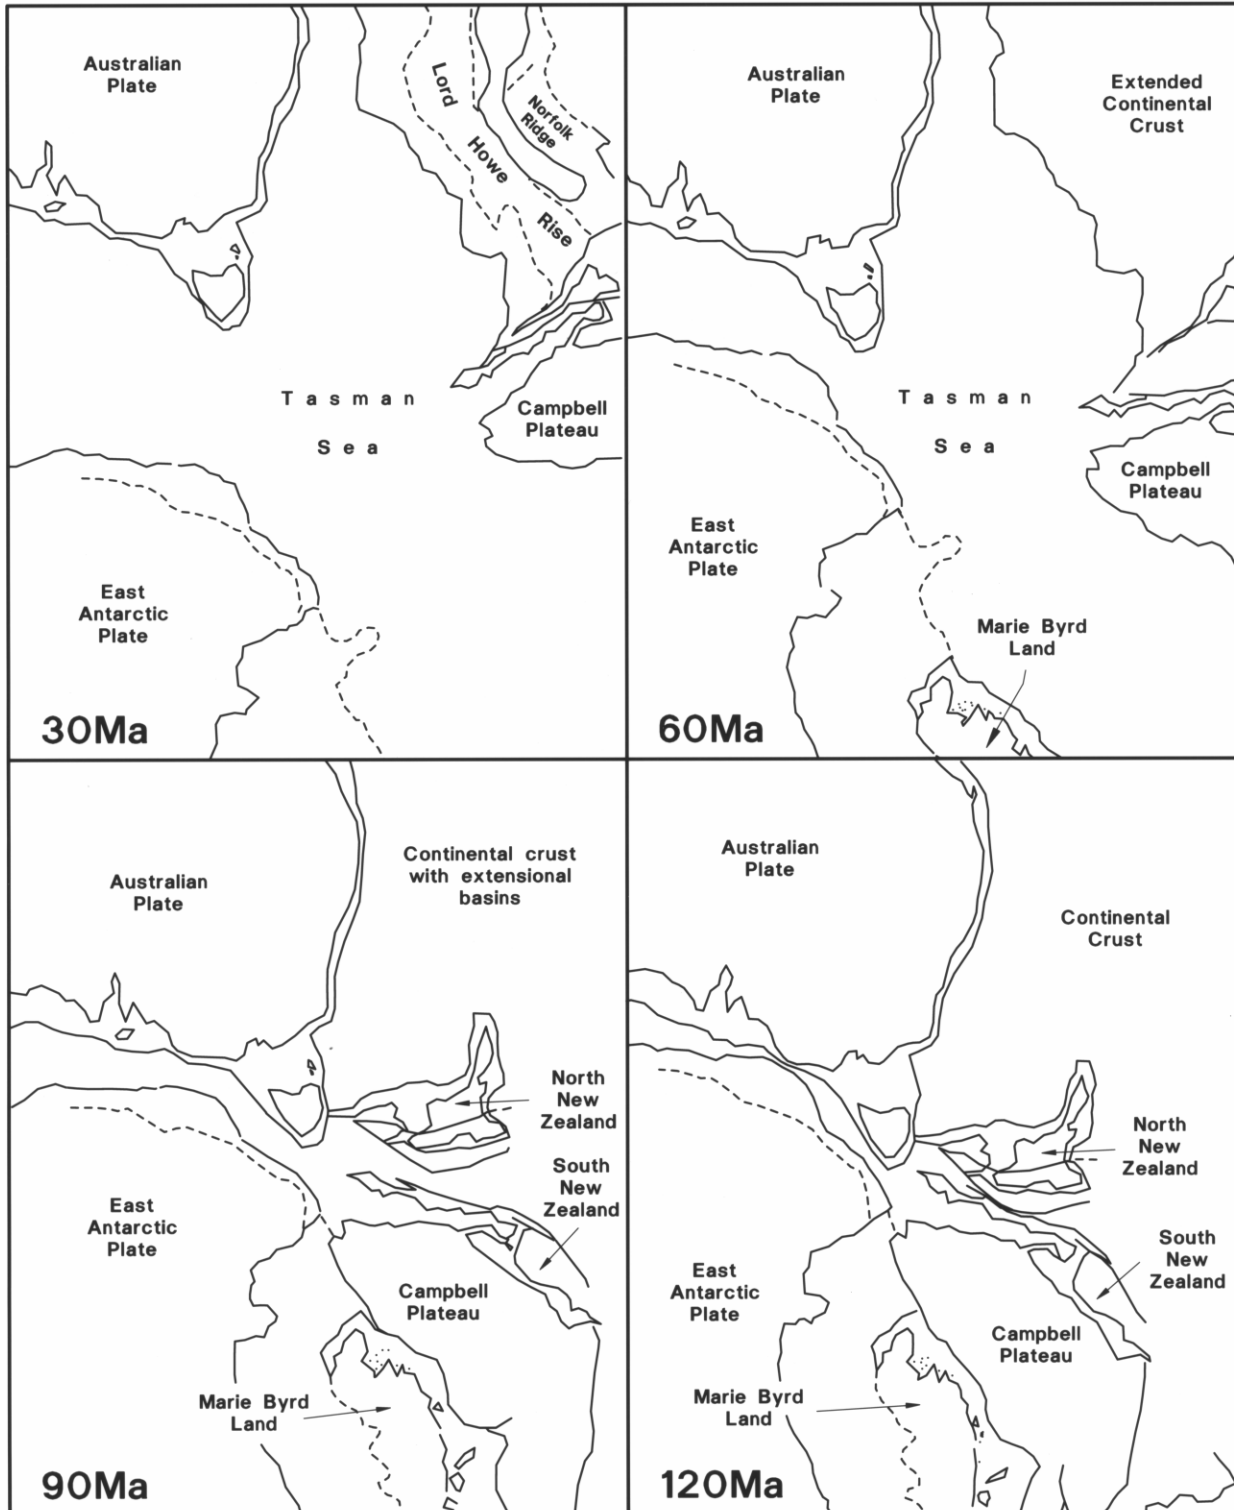 Australian
Plate
Lord
Howe
Rise
Norfolk
Ridge
Tasman
Sea
Campbell
Plateau
East
Antarctic
Plate
30Ma
Australian
Plate
Extended
Continental
Crust
Tasman
Sea
Campbell
Plateau
East
Antarctic
Plate
Marie Byrd
Land
60Ma
Australian
Plate
Continental crust
with extensional
basins
North
New
Zealand
South
New
Zealand
East
Antarctic
Plate
Campbell
Plateau
Marie Byrd
Land
90Ma
Australian
Plate
Continental
Crust
North
New
Zealand
South
New
Zealand
East
Antarctic
Plate
Campbell
Plateau
Marie Byrd
Land
120Ma